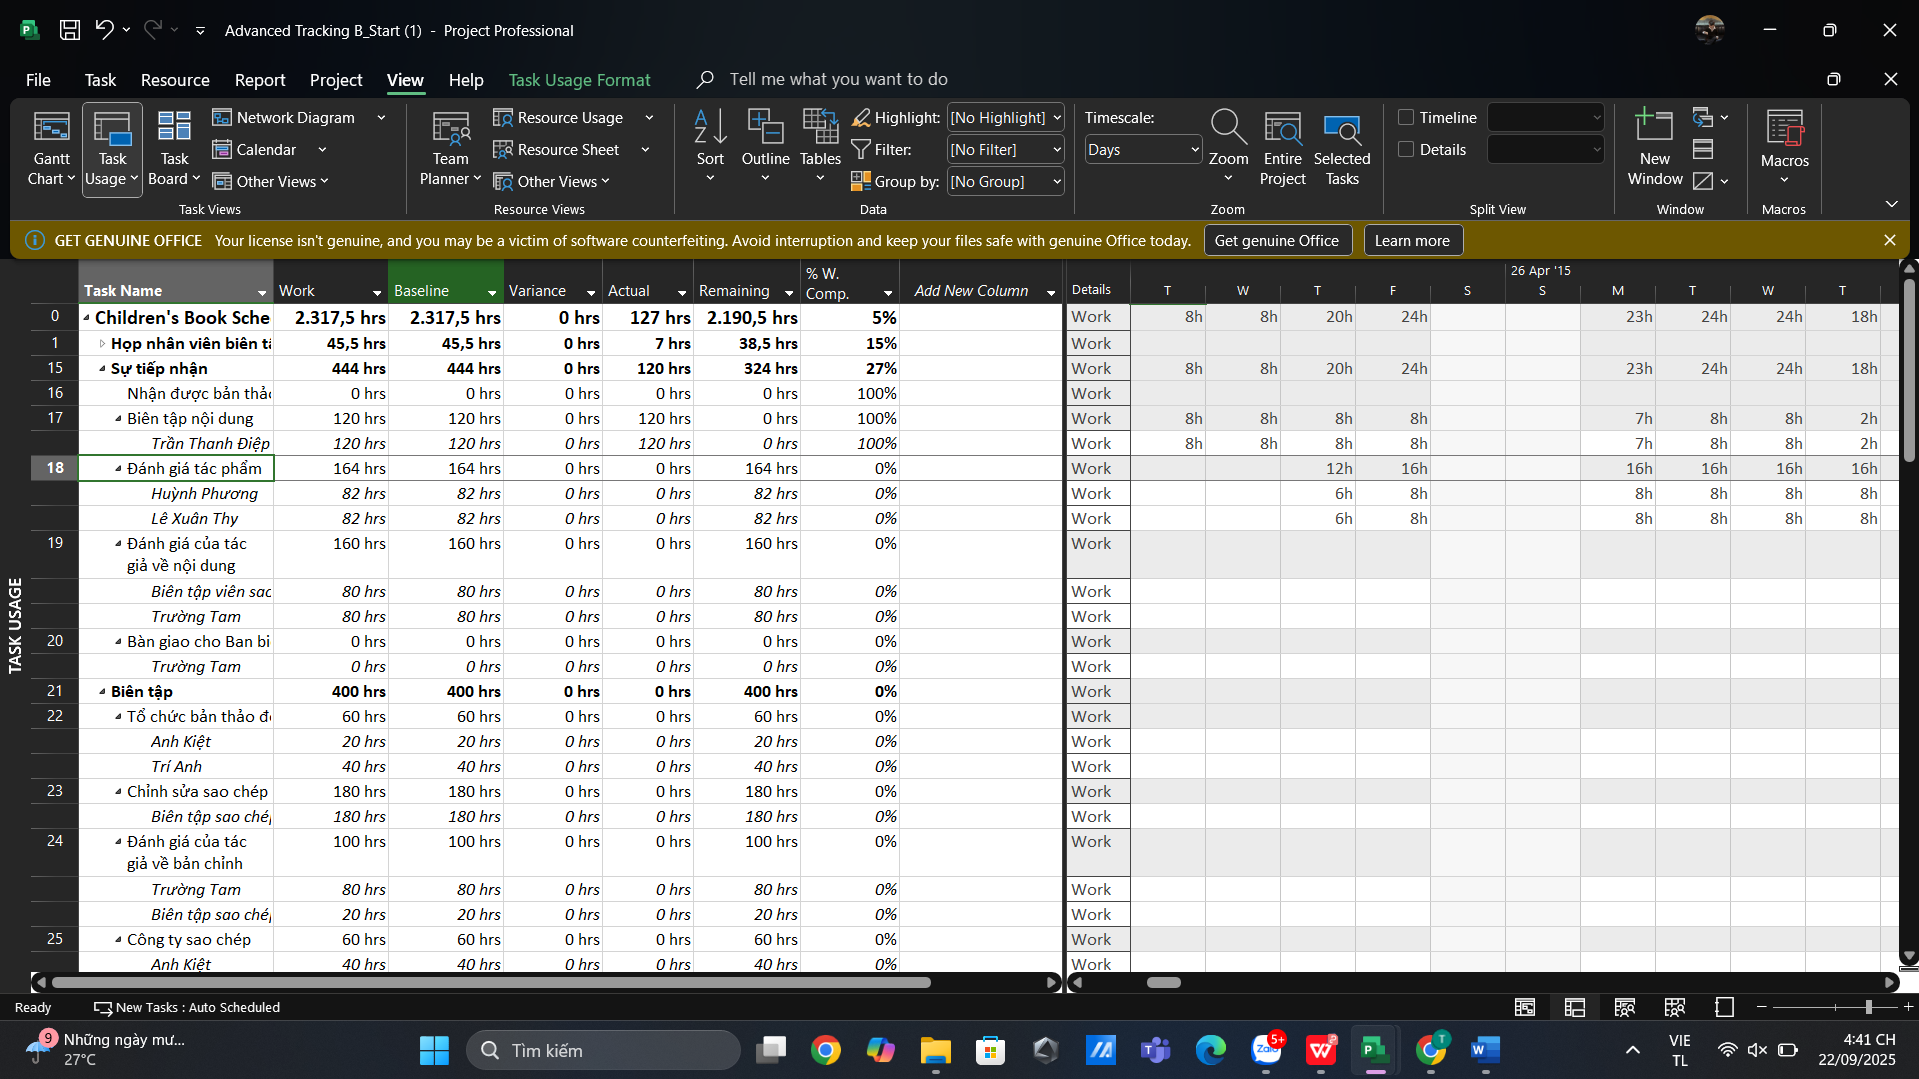 Advanced Tracking B_Start (1) - Project Professional
File Task Resource Report Project View Help Task Usage Format Tell me what you want to do
Gantt Chart
Task Usage
Task Board
Network Diagram
Calendar
Other Views
Task Views
Team Planner
Resource Usage
Resource Sheet
Other Views
Resource Views
Sort
Outline
Tables
Highlight: [No Highlight]
Filter: [No Filter]
Group by: [No Group]
Data
Timescale:
Days
Zoom
Entire Project
Selected Tasks
Zoom
Timeline
Details
Split View
New Window
Window
Macros
Macros
GET GENUINE OFFICE Your license isn't genuine, and you may be a victim of software counterfeiting. Avoid interruption and keep your files safe with genuine Office today. Get genuine Office Learn more
26 Apr '15
Task Name Work Baseline Variance Actual Remaining % W. Comp. Add New Column Details T W T F S S M T W T
0 Children's Book Sche 2.317,5 hrs 2.317,5 hrs 0 hrs 127 hrs 2.190,5 hrs 5% Work 8h 8h 20h 24h 23h 24h 24h 18h
1 Họp nhân viên biên tậ 45,5 hrs 45,5 hrs 0 hrs 7 hrs 38,5 hrs 15% Work
15 Sự tiếp nhận 444 hrs 444 hrs 0 hrs 120 hrs 324 hrs 27% Work 8h 8h 20h 24h 23h 24h 24h 18h
16 Nhận được bản thảo 0 hrs 0 hrs 0 hrs 0 hrs 0 hrs 100% Work
17 Biên tập nội dung 120 hrs 120 hrs 0 hrs 120 hrs 0 hrs 100% Work 8h 8h 8h 8h 7h 8h 8h 2h
Trần Thanh Điệp 120 hrs 120 hrs 0 hrs 120 hrs 0 hrs 100% Work 8h 8h 8h 8h 7h 8h 8h 2h
18 Đánh giá tác phẩm 164 hrs 164 hrs 0 hrs 0 hrs 164 hrs 0% Work 12h 16h 16h 16h 16h 16h
Huỳnh Phương 82 hrs 82 hrs 0 hrs 0 hrs 82 hrs 0% Work 6h 8h 8h 8h 8h 8h
Lê Xuân Thy 82 hrs 82 hrs 0 hrs 0 hrs 82 hrs 0% Work 6h 8h 8h 8h 8h 8h
19 Đánh giá của tác giả về nội dung 160 hrs 160 hrs 0 hrs 0 hrs 160 hrs 0% Work
Biên tập viên sao 80 hrs 80 hrs 0 hrs 0 hrs 80 hrs 0% Work
Trường Tam 80 hrs 80 hrs 0 hrs 0 hrs 80 hrs 0% Work
20 Bàn giao cho Ban bi 0 hrs 0 hrs 0 hrs 0 hrs 0 hrs 0% Work
Trường Tam 0 hrs 0 hrs 0 hrs 0 hrs 0 hrs 0% Work
21 Biên tập 400 hrs 400 hrs 0 hrs 0 hrs 400 hrs 0% Work
22 Tổ chức bản thảo để 60 hrs 60 hrs 0 hrs 0 hrs 60 hrs 0% Work
Anh Kiệt 20 hrs 20 hrs 0 hrs 0 hrs 20 hrs 0% Work
Trí Anh 40 hrs 40 hrs 0 hrs 0 hrs 40 hrs 0% Work
23 Chỉnh sửa sao chép 180 hrs 180 hrs 0 hrs 0 hrs 180 hrs 0% Work
Biên tập sao chép 180 hrs 180 hrs 0 hrs 0 hrs 180 hrs 0% Work
24 Đánh giá của tác giả về bản chỉnh 100 hrs 100 hrs 0 hrs 0 hrs 100 hrs 0% Work
Trường Tam 80 hrs 80 hrs 0 hrs 0 hrs 80 hrs 0% Work
Biên tập sao chép 20 hrs 20 hrs 0 hrs 0 hrs 20 hrs 0% Work
25 Công ty sao chép 60 hrs 60 hrs 0 hrs 0 hrs 60 hrs 0% Work
Anh Kiệt 40 hrs 40 hrs 0 hrs 0 hrs 40 hrs 0% Work
TASK USAGE
Ready New Tasks : Auto Scheduled
9 Những ngày mư...
27°C
Tìm kiếm
Zalo 5+
VIE
TL
4:41 CH
22/09/2025